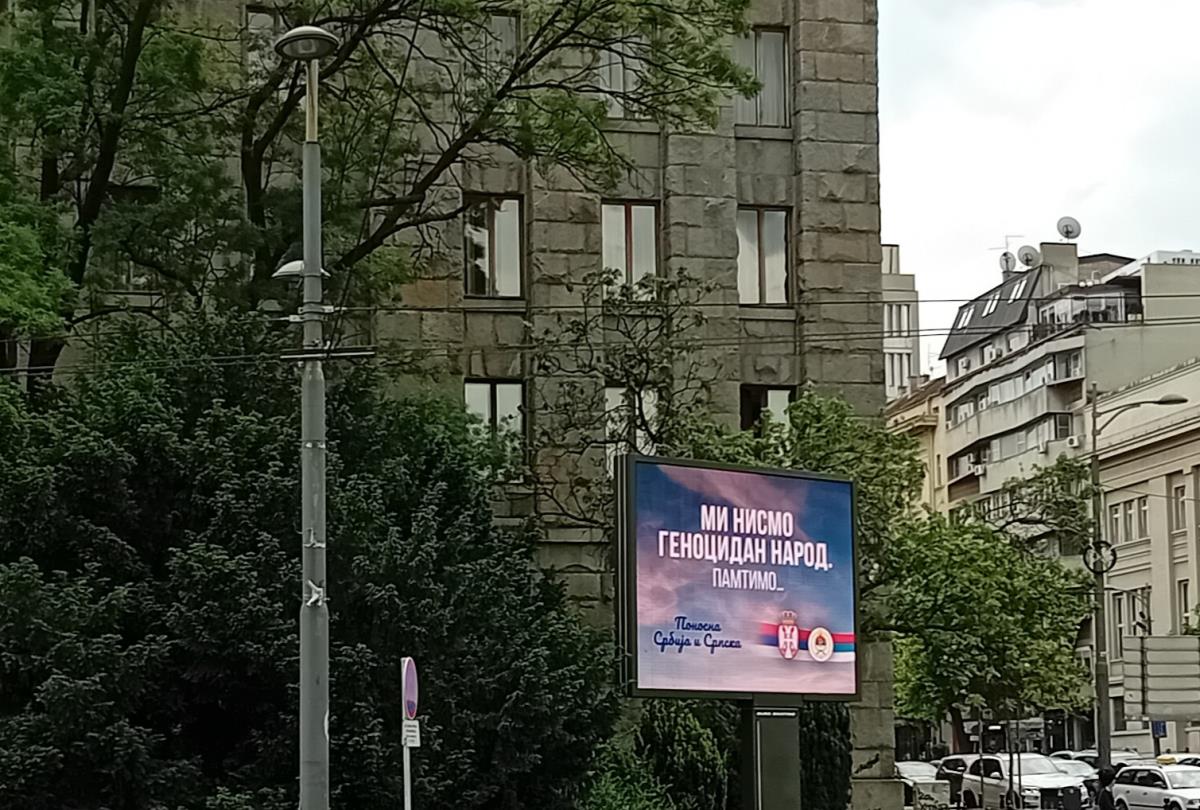 МИ НИСМО
ГЕНОЦИДАН НАРОД.
ПАМТИМО...
Поносна
Србија и Српска